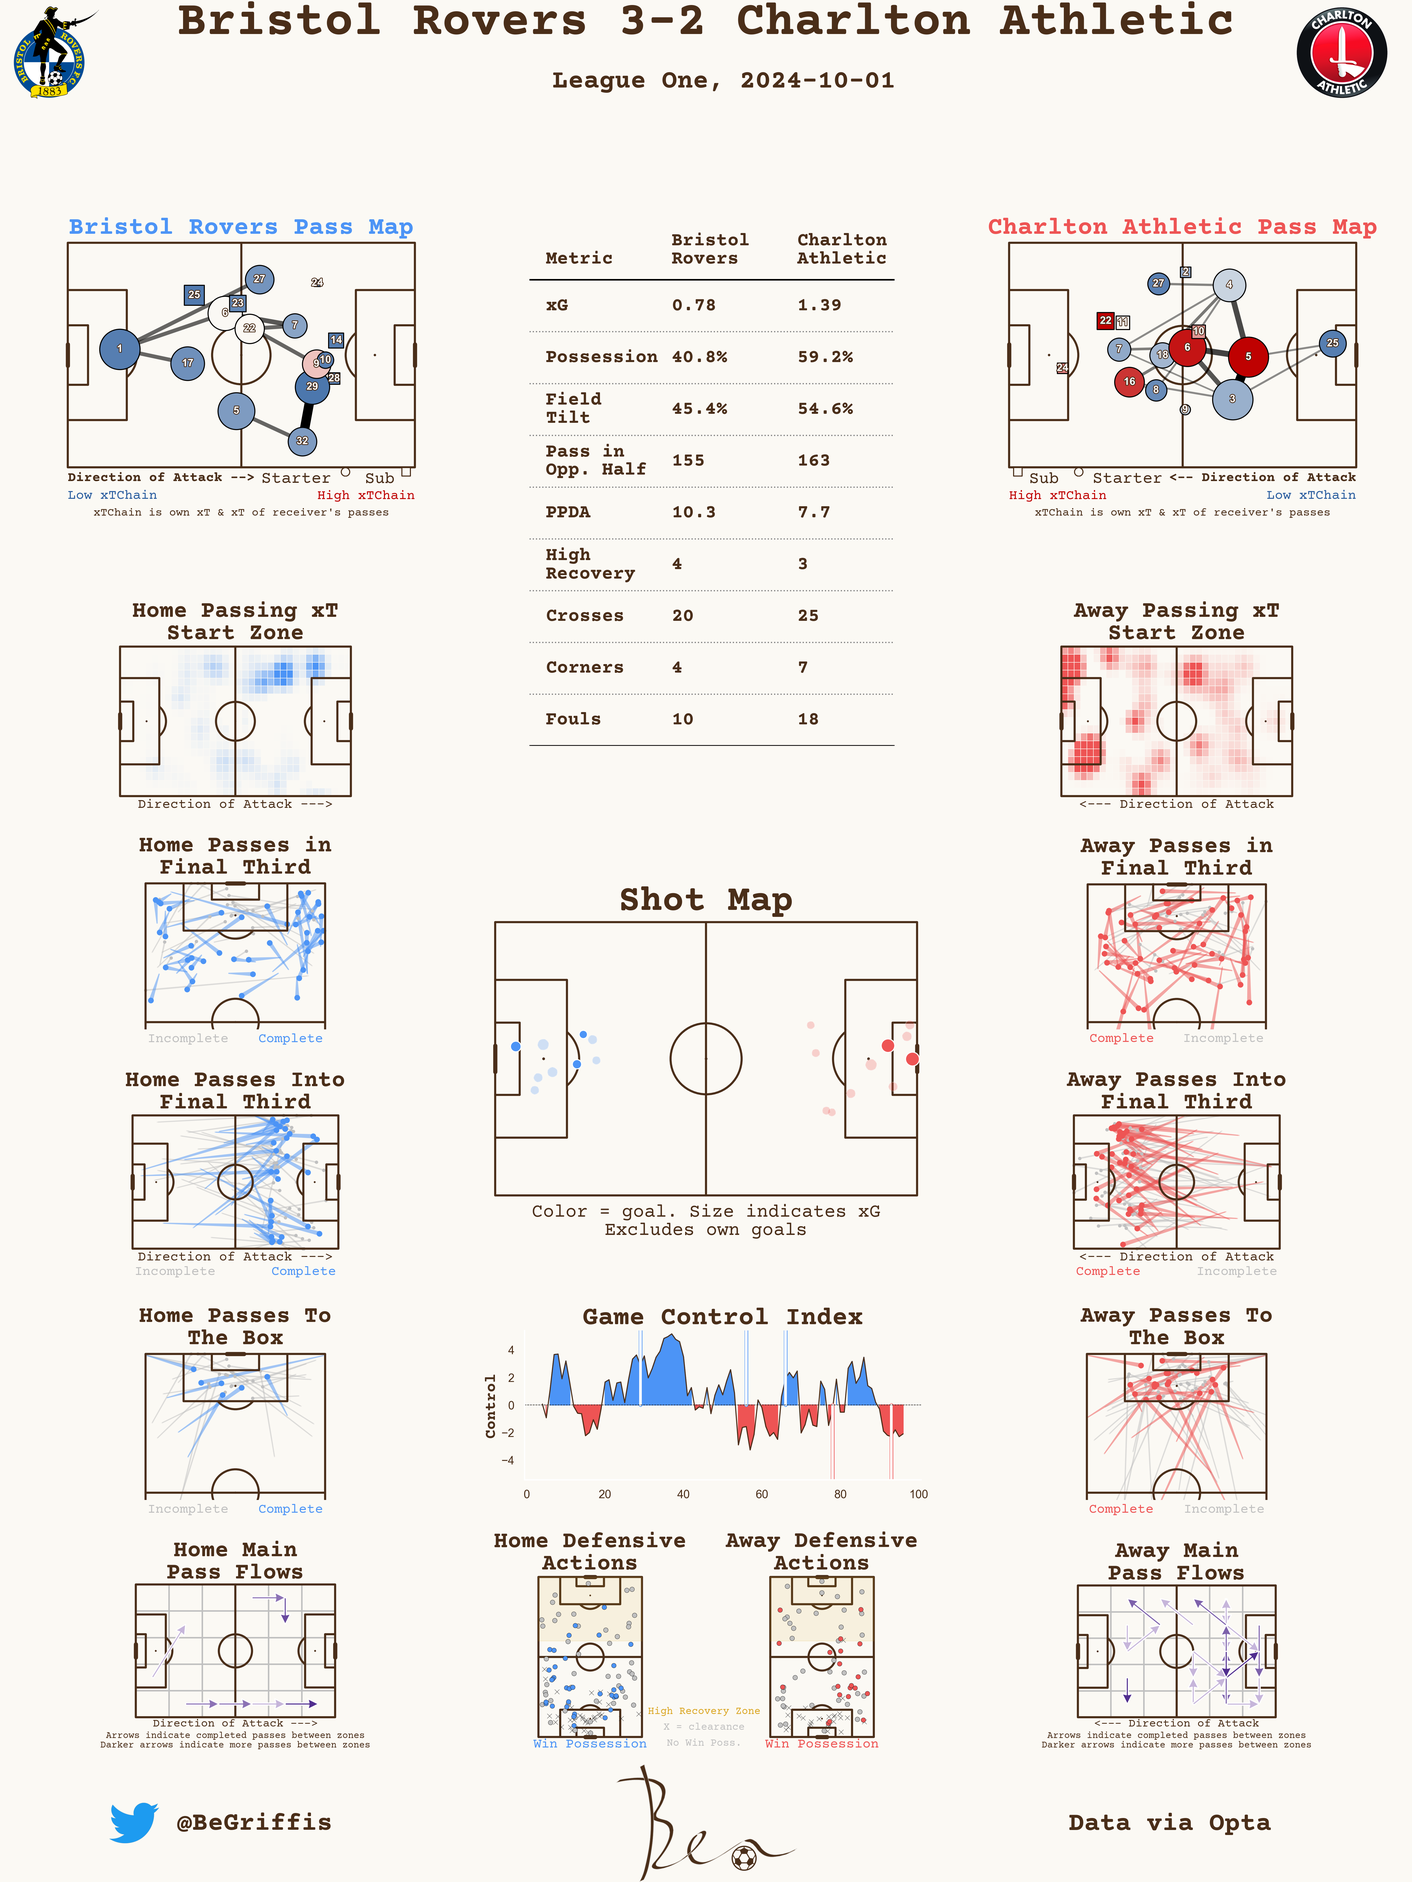 Bristol Rovers 3-2 Charlton Athletic
League One, 2024-10-01
BRISTOL ROVERS F.C.
1883
CHARLTON
ATHLETIC
Bristol Rovers Pass Map
27
24
25
23
6
22
7
14
1
17
9
10
28
29
5
32
Direction of Attack --> Starter Sub
Low xTChain High xTChain
xTChain is own xT & xT of receiver's passes
Metric Bristol Rovers Charlton Athletic
xG 0.78 1.39
Possession 40.8% 59.2%
Field Tilt 45.4% 54.6%
Pass in Opp. Half 155 163
PPDA 10.3 7.7
High Recovery 4 3
Crosses 20 25
Corners 4 7
Fouls 10 18
Charlton Athletic Pass Map
2
27
4
22
11
10
7
18
6
5
25
24
16
8
3
9
Sub Starter <-- Direction of Attack
High xTChain Low xTChain
xTChain is own xT & xT of receiver's passes
Home Passing xT
Start Zone
Direction of Attack --->
Away Passing xT
Start Zone
<--- Direction of Attack
Home Passes in
Final Third
Incomplete Complete
Away Passes in
Final Third
Complete Incomplete
Shot Map
Color = goal. Size indicates xG
Excludes own goals
Home Passes Into
Final Third
Direction of Attack --->
Incomplete Complete
Away Passes Into
Final Third
<--- Direction of Attack
Complete Incomplete
Home Passes To
The Box
Incomplete Complete
Game Control Index
Control
4
2
0
−2
−4
0 20 40 60 80 100
Away Passes To
The Box
Complete Incomplete
Home Main
Pass Flows
Direction of Attack --->
Arrows indicate completed passes between zones
Darker arrows indicate more passes between zones
Home Defensive
Actions
Win Possession
High Recovery Zone
X = clearance
No Win Poss.
Away Defensive
Actions
Win Possession
Away Main
Pass Flows
<--- Direction of Attack
Arrows indicate completed passes between zones
Darker arrows indicate more passes between zones
@BeGriffis
Ben
Data via Opta